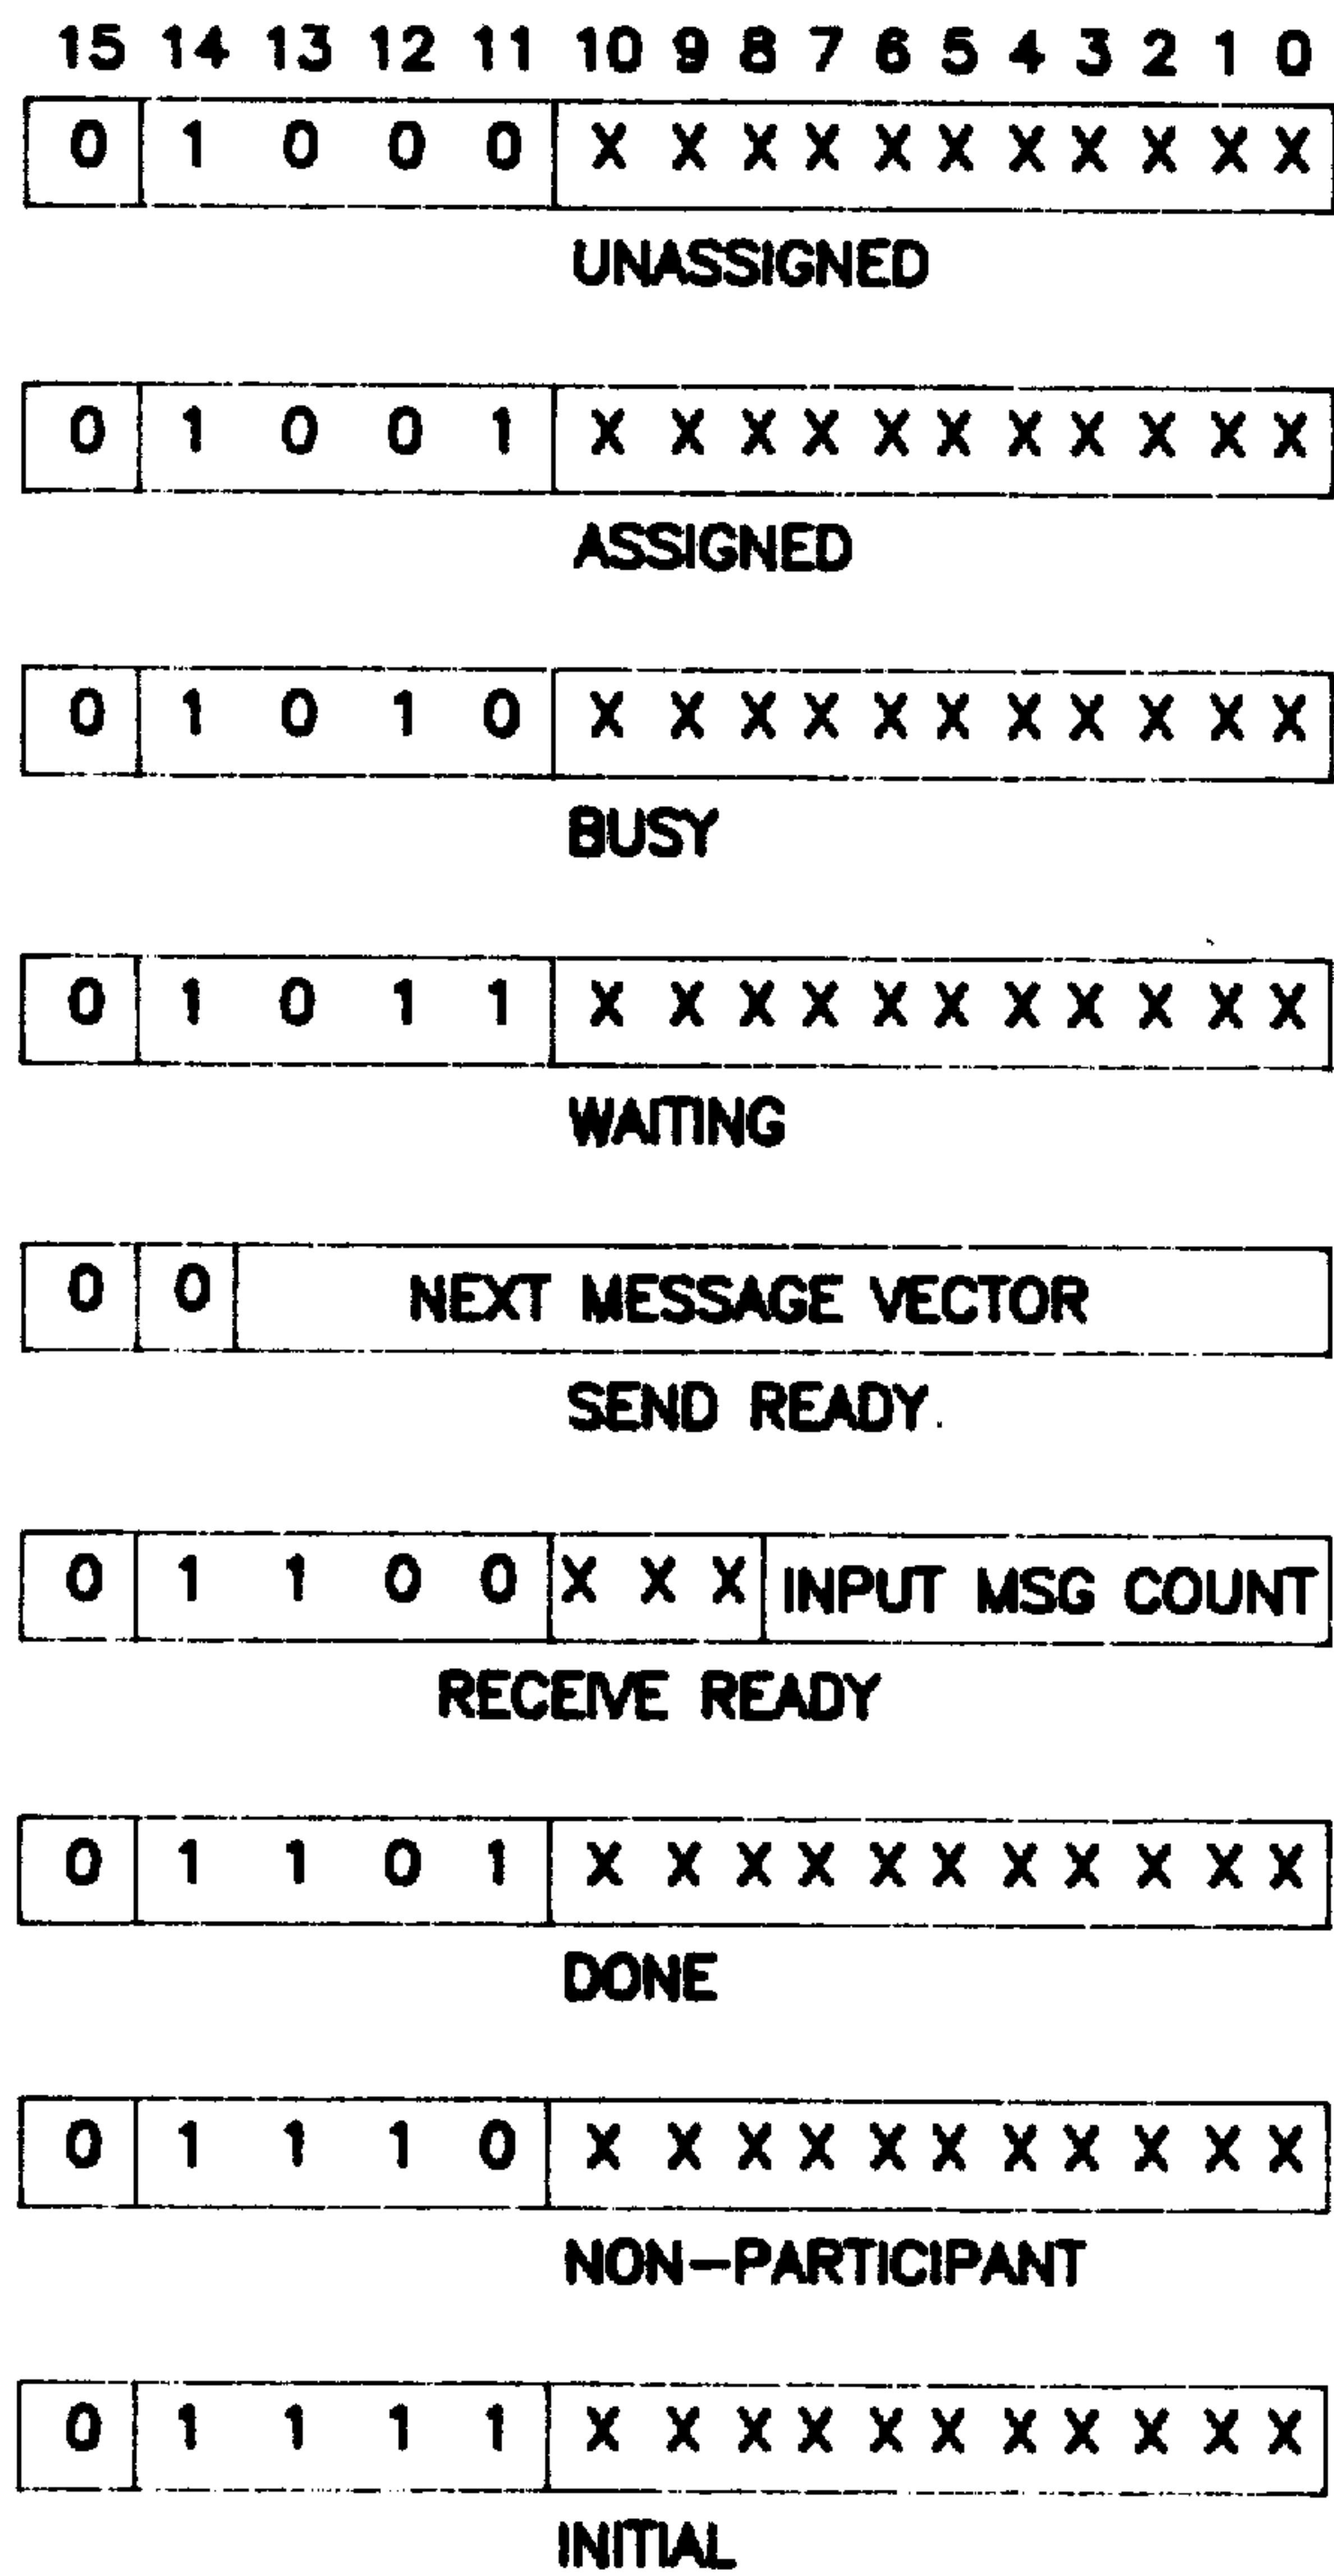 15 14 13 12 11 10 9 8 7 6 5 4 3 2 1 0
0 1 0 0 0 X X X X X X X X X X X
UNASSIGNED
0 1 0 0 1 X X X X X X X X X X X
ASSIGNED
0 1 0 1 0 X X X X X X X X X X X
BUSY
0 1 0 1 1 X X X X X X X X X X X
WAITING
0 0 NEXT MESSAGE VECTOR
SEND READY.
0 1 1 0 0 X X X INPUT MSG COUNT
RECEIVE READY
0 1 1 0 1 X X X X X X X X X X X
DONE
0 1 1 1 0 X X X X X X X X X X X
NON-PARTICIPANT
0 1 1 1 1 X X X X X X X X X X X
INITIAL